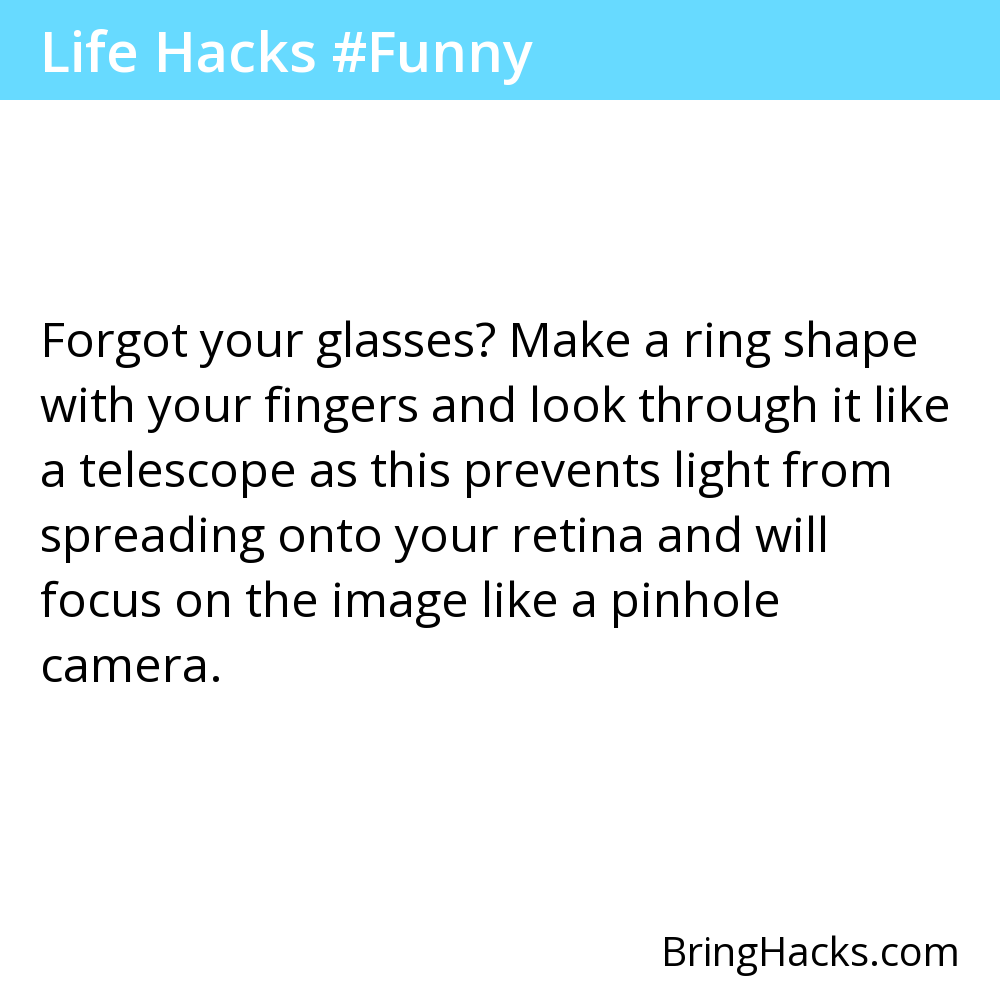 Life Hacks #Funny
Forgot your glasses? Make a ring shape
with your fingers and look through it like
a telescope as this prevents light from
spreading onto your retina and will
focus on the image like a pinhole
camera.
BringHacks.com